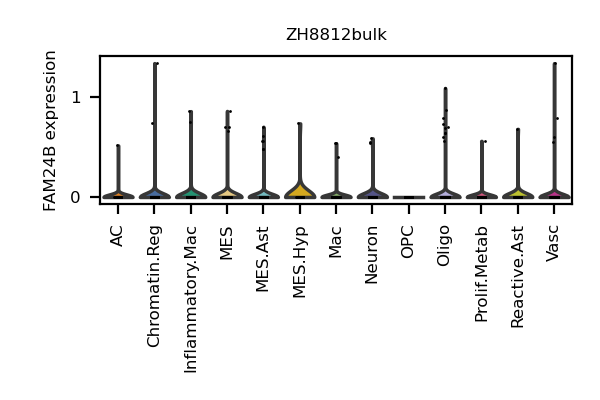 ZH8812bulk
FAM24B expression
1
0
AC
Chromatin.Reg
Inflammatory.Mac
MES
MES.Ast
MES.Hyp
Mac
Neuron
OPC
Oligo
Prolif.Metab
Reactive.Ast
Vasc